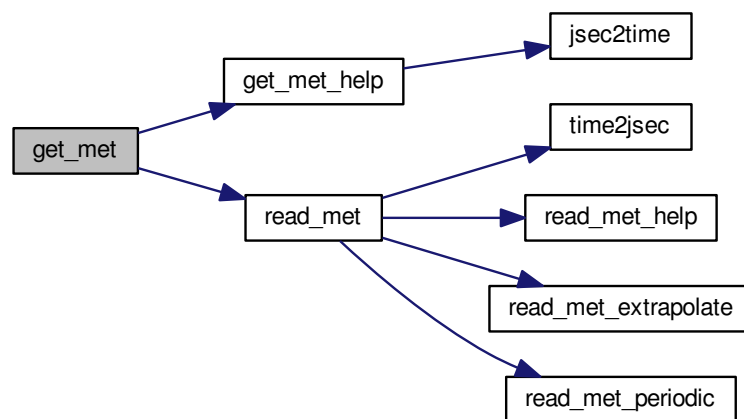 get_met
get_met_help
jsec2time
read_met
time2jsec
read_met_help
read_met_extrapolate
read_met_periodic